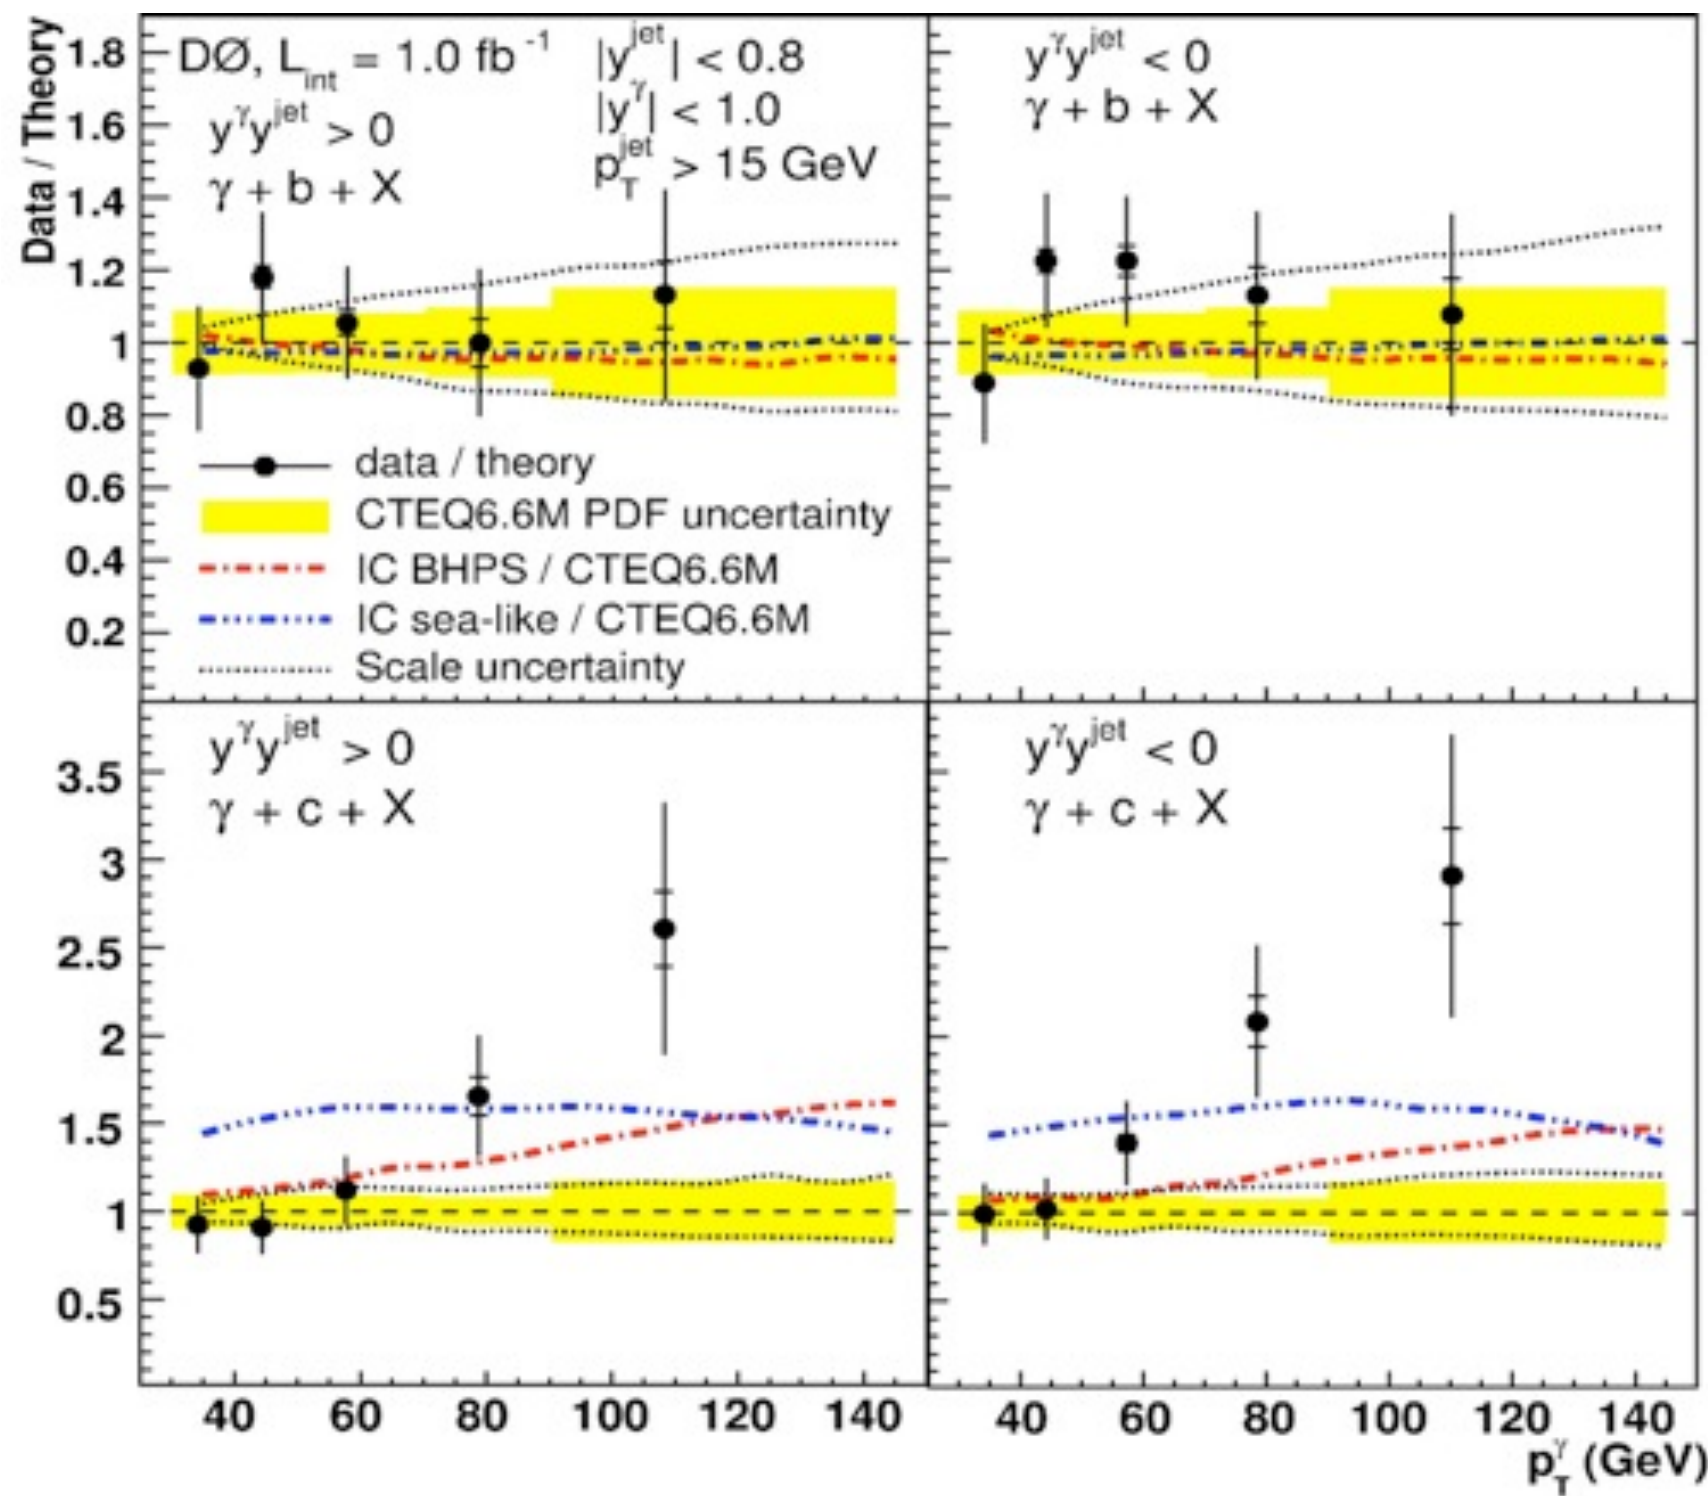 Data / Theory
1.8
1.6
1.4
1.2
1
0.8
0.6
0.4
0.2
DØ, L_int = 1.0 fb^-1
y^γ y^jet > 0
γ + b + X
|y^jet| < 0.8
|y^γ| < 1.0
p_T^jet > 15 GeV
data / theory
CTEQ6.6M PDF uncertainty
IC BHPS / CTEQ6.6M
IC sea-like / CTEQ6.6M
Scale uncertainty
y^γ y^jet < 0
γ + b + X
3.5
3
2.5
2
1.5
1
0.5
y^γ y^jet > 0
γ + c + X
y^γ y^jet < 0
γ + c + X
40 60 80 100 120 140
40 60 80 100 120 140
p_T^γ (GeV)